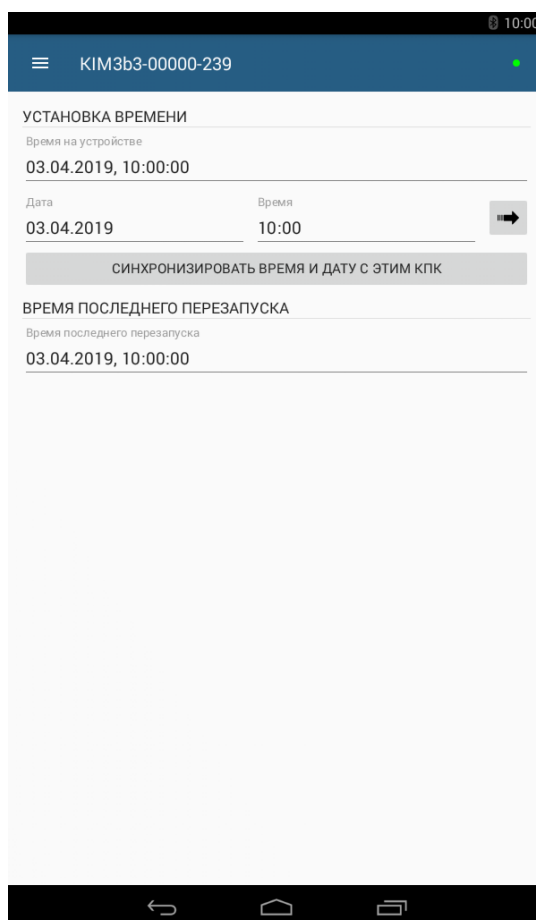 10:00
KIM3b3-00000-239
УСТАНОВКА ВРЕМЕНИ
Время на устройстве
03.04.2019, 10:00:00
Дата Время
03.04.2019 10:00
СИНХРОНИЗИРОВАТЬ ВРЕМЯ И ДАТУ С ЭТИМ КПК
ВРЕМЯ ПОСЛЕДНЕГО ПЕРЕЗАПУСКА
Время последнего перезапуска
03.04.2019, 10:00:00